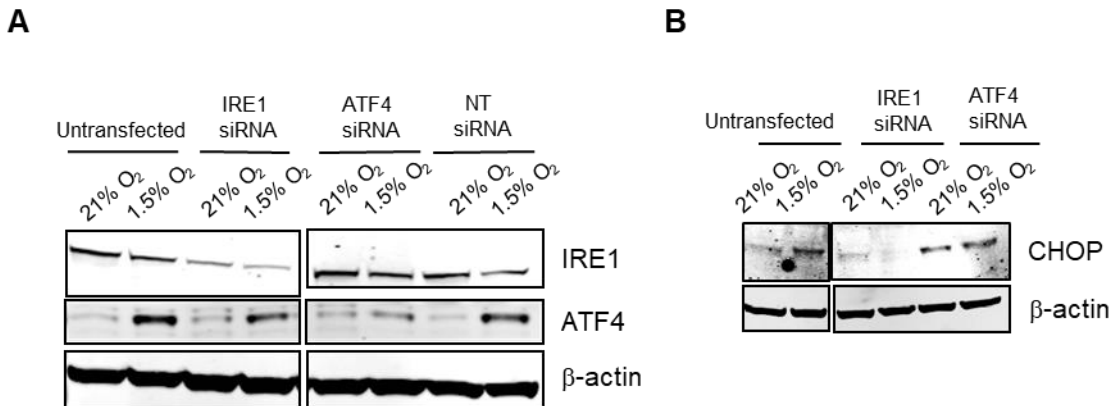 A
B
IRE1 ATF4 NT
Untransfected siRNA siRNA siRNA
21% O₂ 1.5% O₂ 21% O₂ 1.5% O₂ 21% O₂ 1.5% O₂ 21% O₂ 1.5% O₂
IRE1
ATF4
β-actin
IRE1 ATF4
Untransfected siRNA siRNA
21% O₂ 1.5% O₂ 21% O₂ 1.5% O₂ 21% O₂ 1.5% O₂
CHOP
β-actin